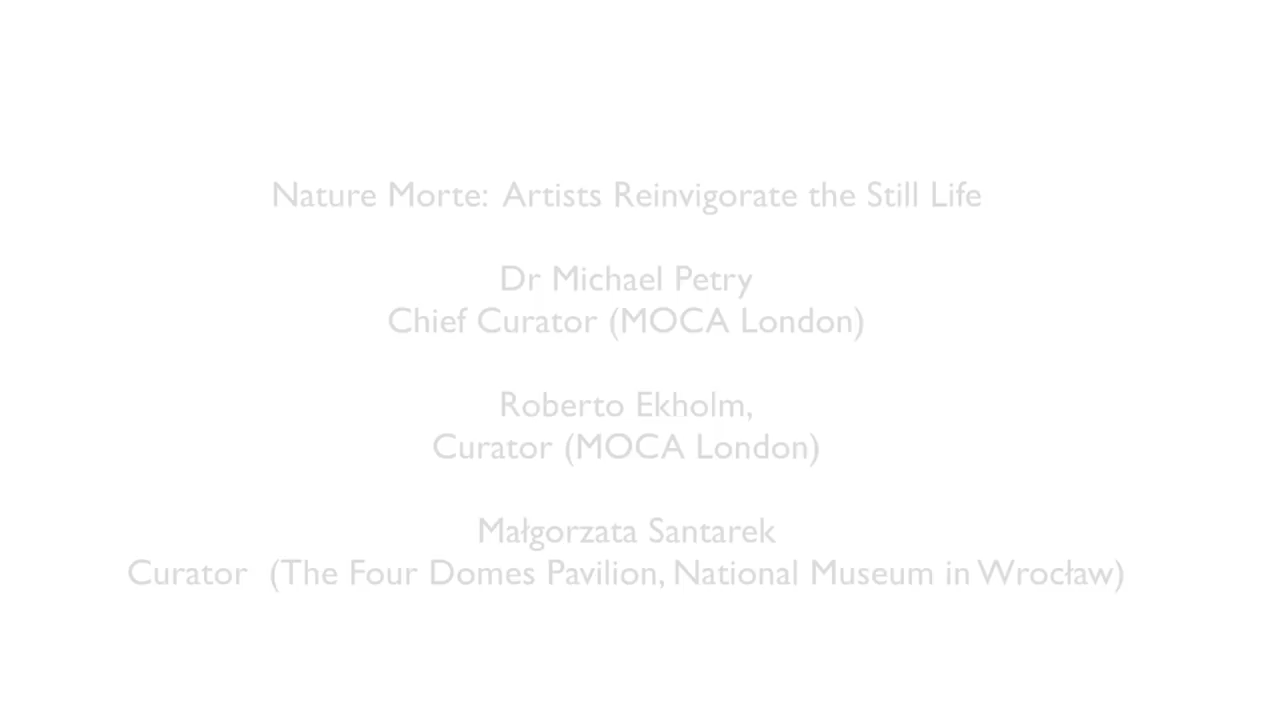 Nature Morte: Artists Reinvigorate the Still Life
Dr Michael Petry
Chief Curator (MOCA London)
Roberto Ekholm,
Curator (MOCA London)
Małgorzata Santarek
Curator (The Four Domes Pavilion, National Museum in Wrocław)